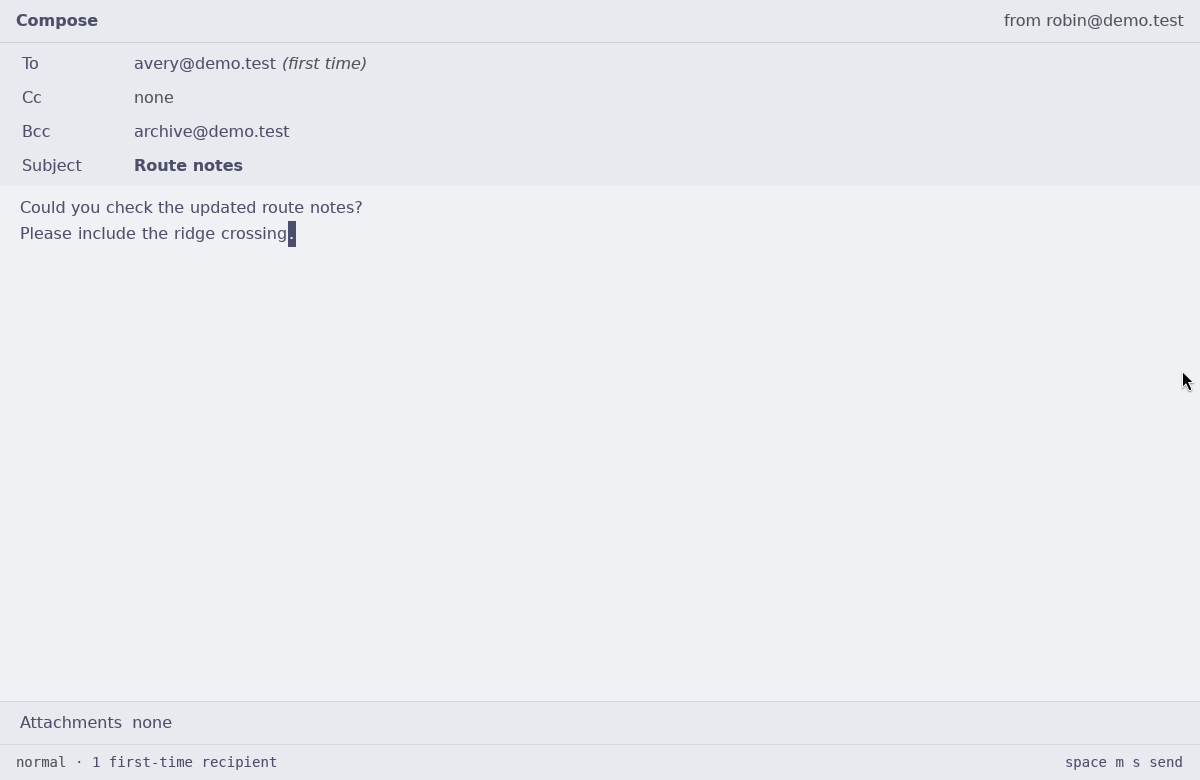 Compose from robin@demo.test
To avery@demo.test (first time)
Cc none
Bcc archive@demo.test
Subject Route notes
Could you check the updated route notes?
Please include the ridge crossing.
Attachments none
normal · 1 first-time recipient space m s send